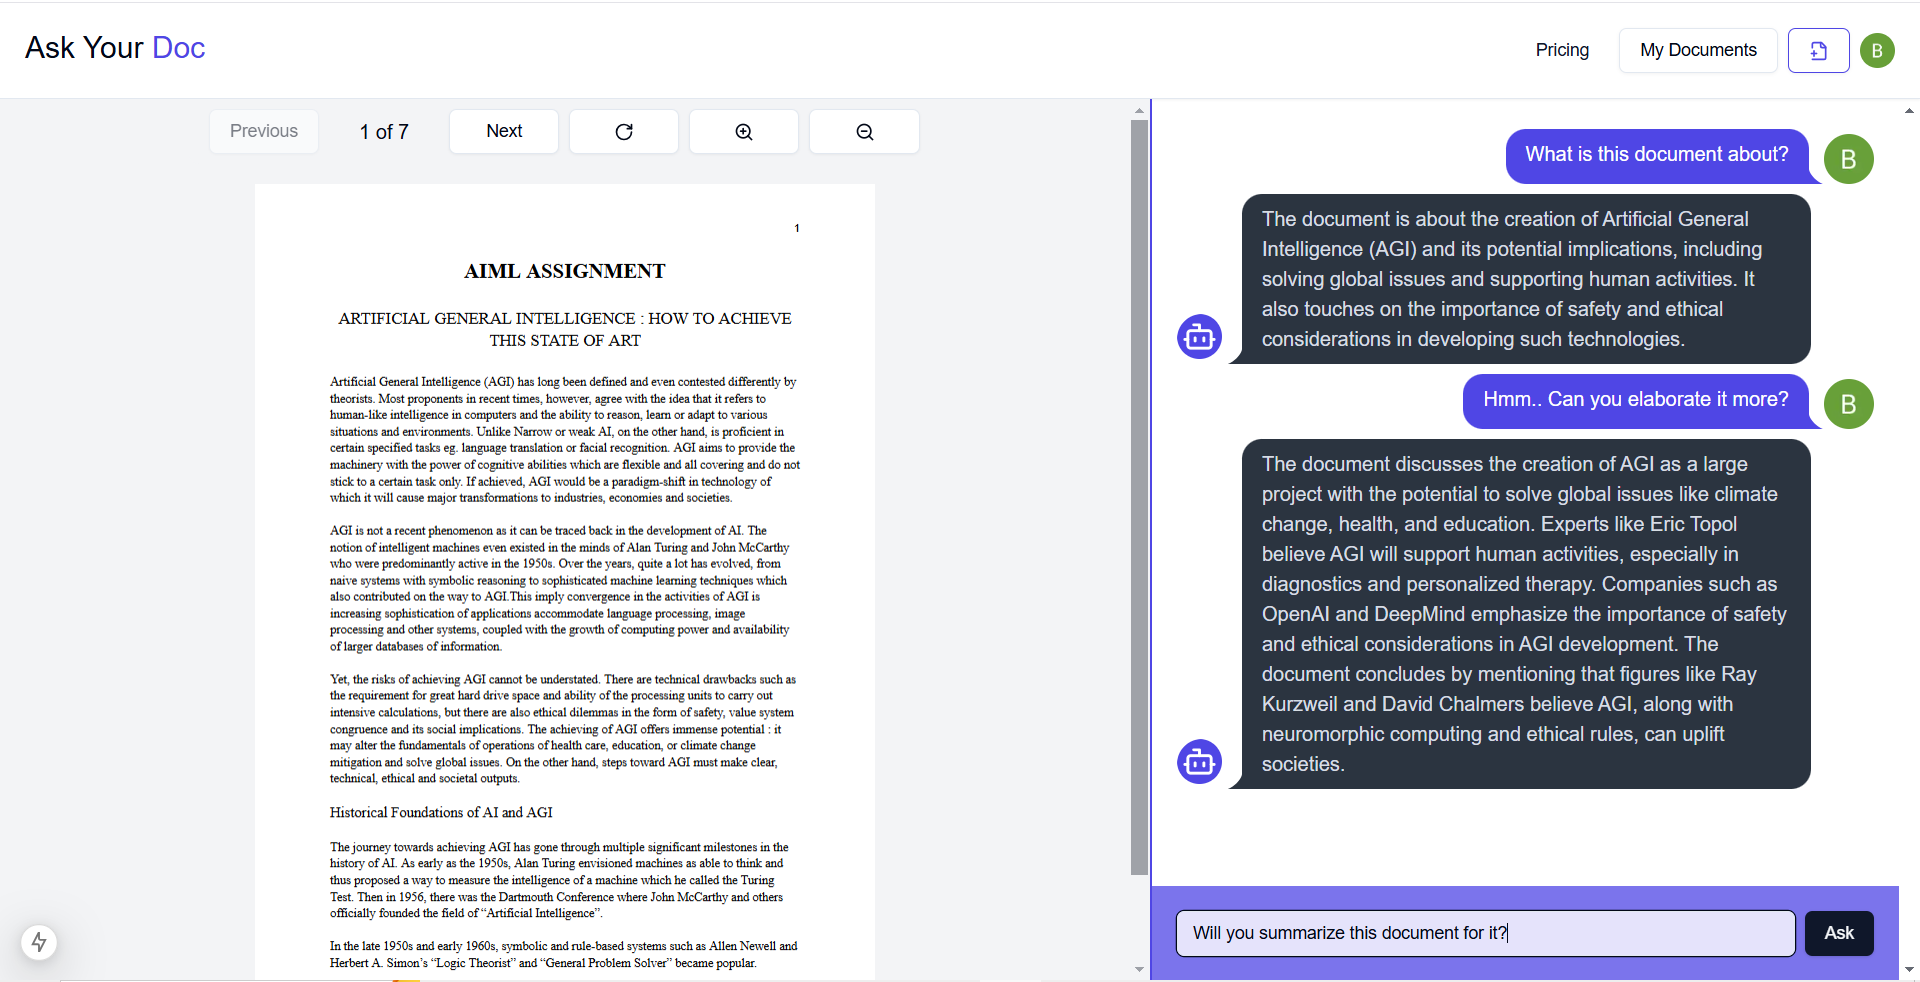 Ask Your Doc
Pricing
My Documents
B
Previous
1 of 7
Next
1
AIML ASSIGNMENT
ARTIFICIAL GENERAL INTELLIGENCE : HOW TO ACHIEVE
THIS STATE OF ART
Artificial General Intelligence (AGI) has long been defined and even contested differently by
theorists. Most proponents in recent times, however, agree with the idea that it refers to
human-like intelligence in computers and the ability to reason, learn or adapt to various
situations and environments. Unlike Narrow or weak AI, on the other hand, is proficient in
certain specified tasks eg. language translation or facial recognition. AGI aims to provide the
machinery with the power of cognitive abilities which are flexible and all covering and do not
stick to a certain task only. If achieved, AGI would be a paradigm-shift in technology of
which it will cause major transformations to industries, economies and societies.
AGI is not a recent phenomenon as it can be traced back in the development of AI. The
notion of intelligent machines even existed in the minds of Alan Turing and John McCarthy
who were predominantly active in the 1950s. Over the years, quite a lot has evolved, from
naive systems with symbolic reasoning to sophisticated machine learning techniques which
also contributed on the way to AGI.This imply convergence in the activities of AGI is
increasing sophistication of applications accommodate language processing, image
processing and other systems, coupled with the growth of computing power and availability
of larger databases of information.
Yet, the risks of achieving AGI cannot be understated. There are technical drawbacks such as
the requirement for great hard drive space and ability of the processing units to carry out
intensive calculations, but there are also ethical dilemmas in the form of safety, value system
congruence and its social implications. The achieving of AGI offers immense potential : it
may alter the fundamentals of operations of health care, education, or climate change
mitigation and solve global issues. On the other hand, steps toward AGI must make clear,
technical, ethical and societal outputs.
Historical Foundations of AI and AGI
The journey towards achieving AGI has gone through multiple significant milestones in the
history of AI. As early as the 1950s, Alan Turing envisioned machines as able to think and
thus proposed a way to measure the intelligence of a machine which he called the Turing
Test. Then in 1956, there was the Dartmouth Conference where John McCarthy and others
officially founded the field of “Artificial Intelligence”.
In the late 1950s and early 1960s, symbolic and rule-based systems such as Allen Newell and
Herbert A. Simon’s “Logic Theorist” and “General Problem Solver” became popular.
What is this document about?
B
The document is about the creation of Artificial General
Intelligence (AGI) and its potential implications, including
solving global issues and supporting human activities. It
also touches on the importance of safety and ethical
considerations in developing such technologies.
Hmm.. Can you elaborate it more?
B
The document discusses the creation of AGI as a large
project with the potential to solve global issues like climate
change, health, and education. Experts like Eric Topol
believe AGI will support human activities, especially in
diagnostics and personalized therapy. Companies such as
OpenAI and DeepMind emphasize the importance of safety
and ethical considerations in AGI development. The
document concludes by mentioning that figures like Ray
Kurzweil and David Chalmers believe AGI, along with
neuromorphic computing and ethical rules, can uplift
societies.
Will you summarize this document for it?
Ask